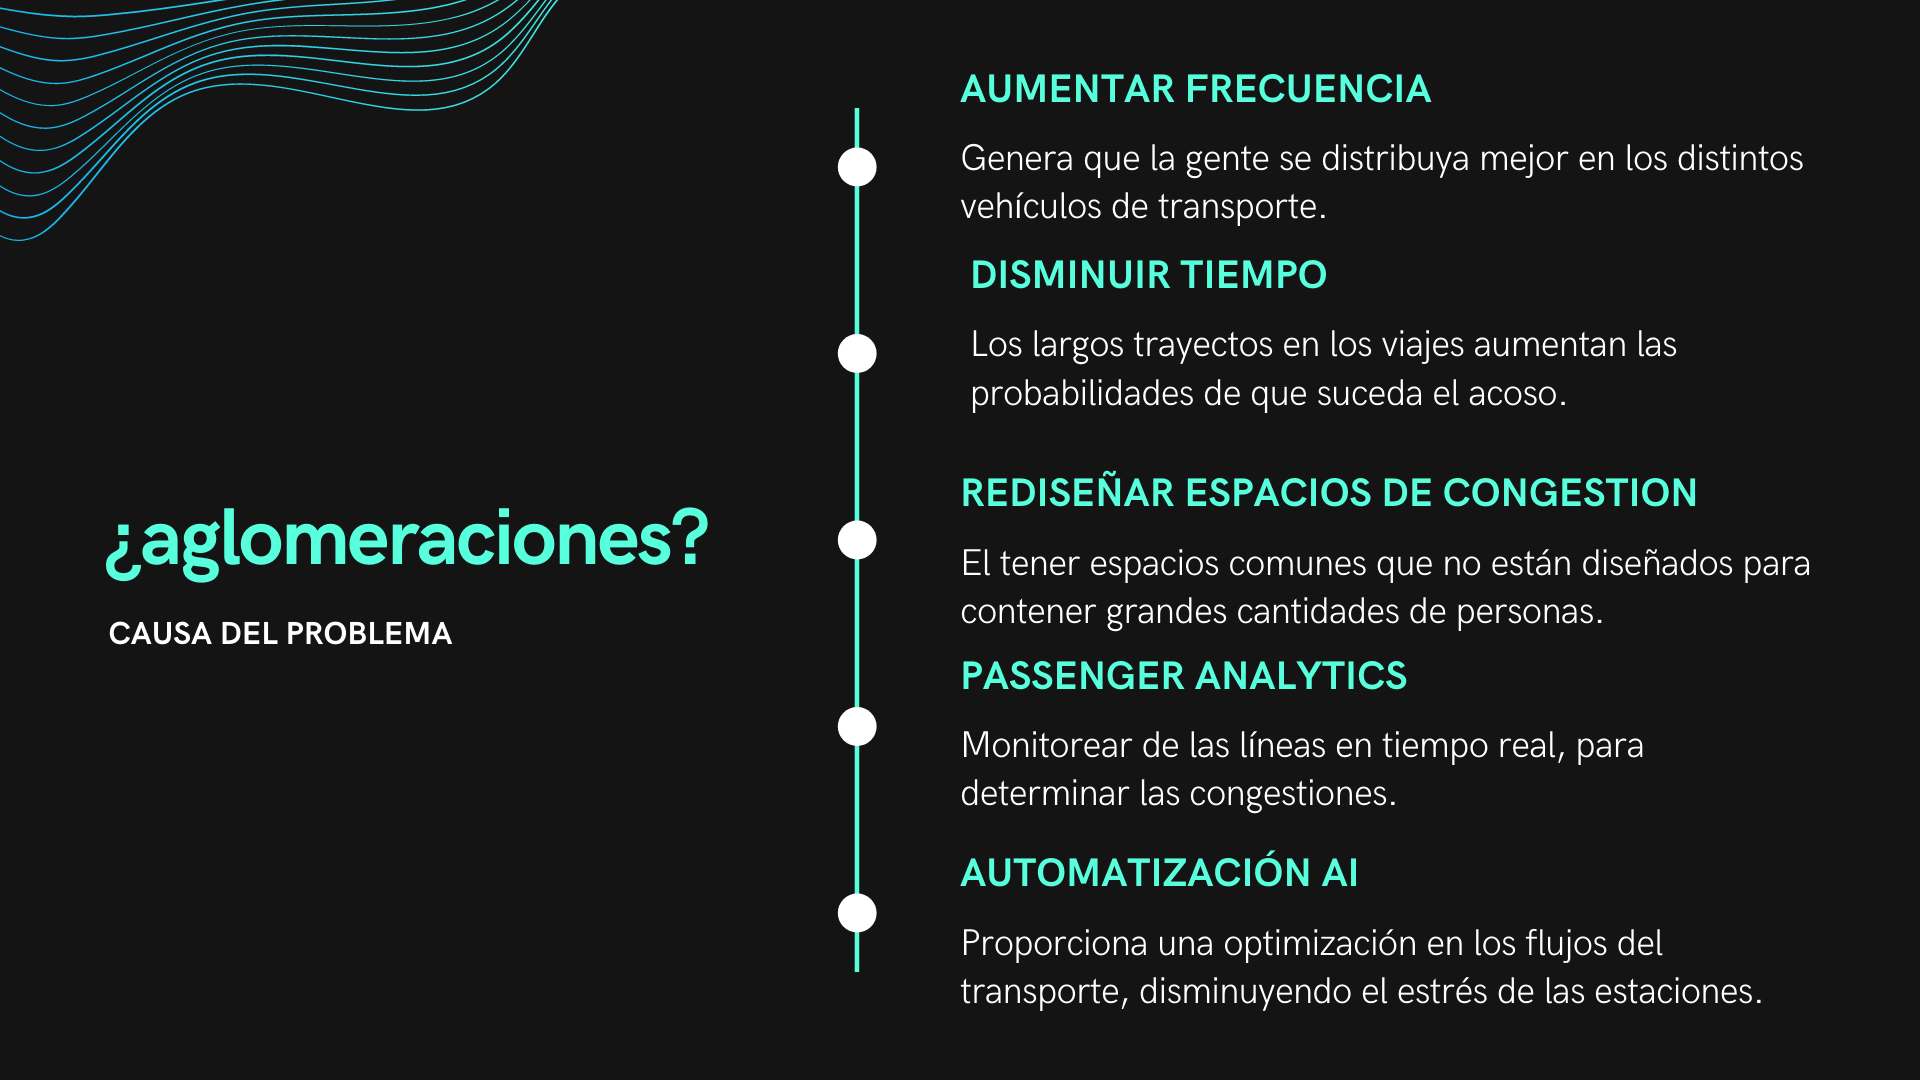 ¿aglomeraciones?
CAUSA DEL PROBLEMA
AUMENTAR FRECUENCIA
Genera que la gente se distribuya mejor en los distintos
vehículos de transporte.
DISMINUIR TIEMPO
Los largos trayectos en los viajes aumentan las
probabilidades de que suceda el acoso.
REDISEÑAR ESPACIOS DE CONGESTION
El tener espacios comunes que no están diseñados para
contener grandes cantidades de personas.
PASSENGER ANALYTICS
Monitorear de las líneas en tiempo real, para
determinar las congestiones.
AUTOMATIZACIÓN AI
Proporciona una optimización en los flujos del
transporte, disminuyendo el estrés de las estaciones.